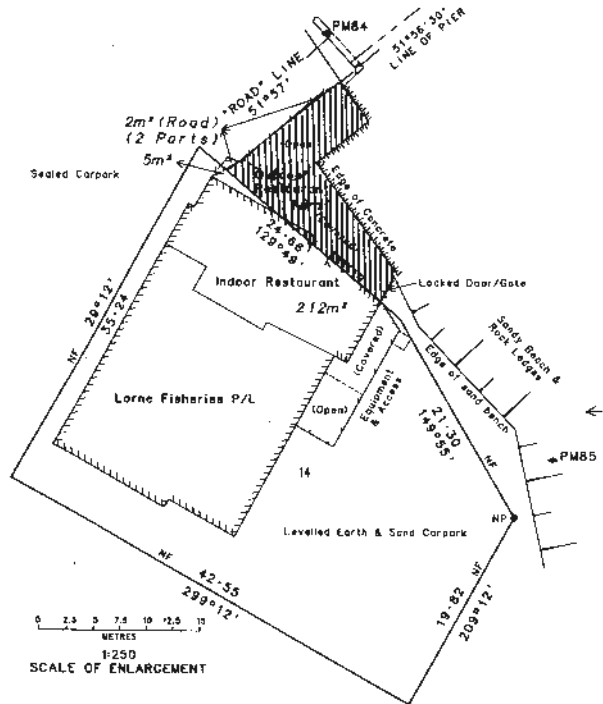 PM84
51°56'30"
LINE OF PIER
"ROAD" LINE
51°57'
2m² (Road)
(2 Parts)
5m²
Sealed Carpark
(Open
Restaurant
Edge of Concrete
24·66
129°49'
Locked Door/Gate
Indoor Restaurant
212m²
29°12'
35·24
NF
Sandy Beach &
Rock Ledges
Edge of sand bench
(Covered)
Equipment
& Access
(Open)
Lorne Fisheries P/L
21·30
149°55'
NF
PM85
14
NP
Levelled Earth & Sand Carpark
NF
42·55
299°12'
19·82
209°12'
NF
0 2·5 5 7·5 10 12·5 15
METRES
1:250
SCALE OF ENLARGEMENT